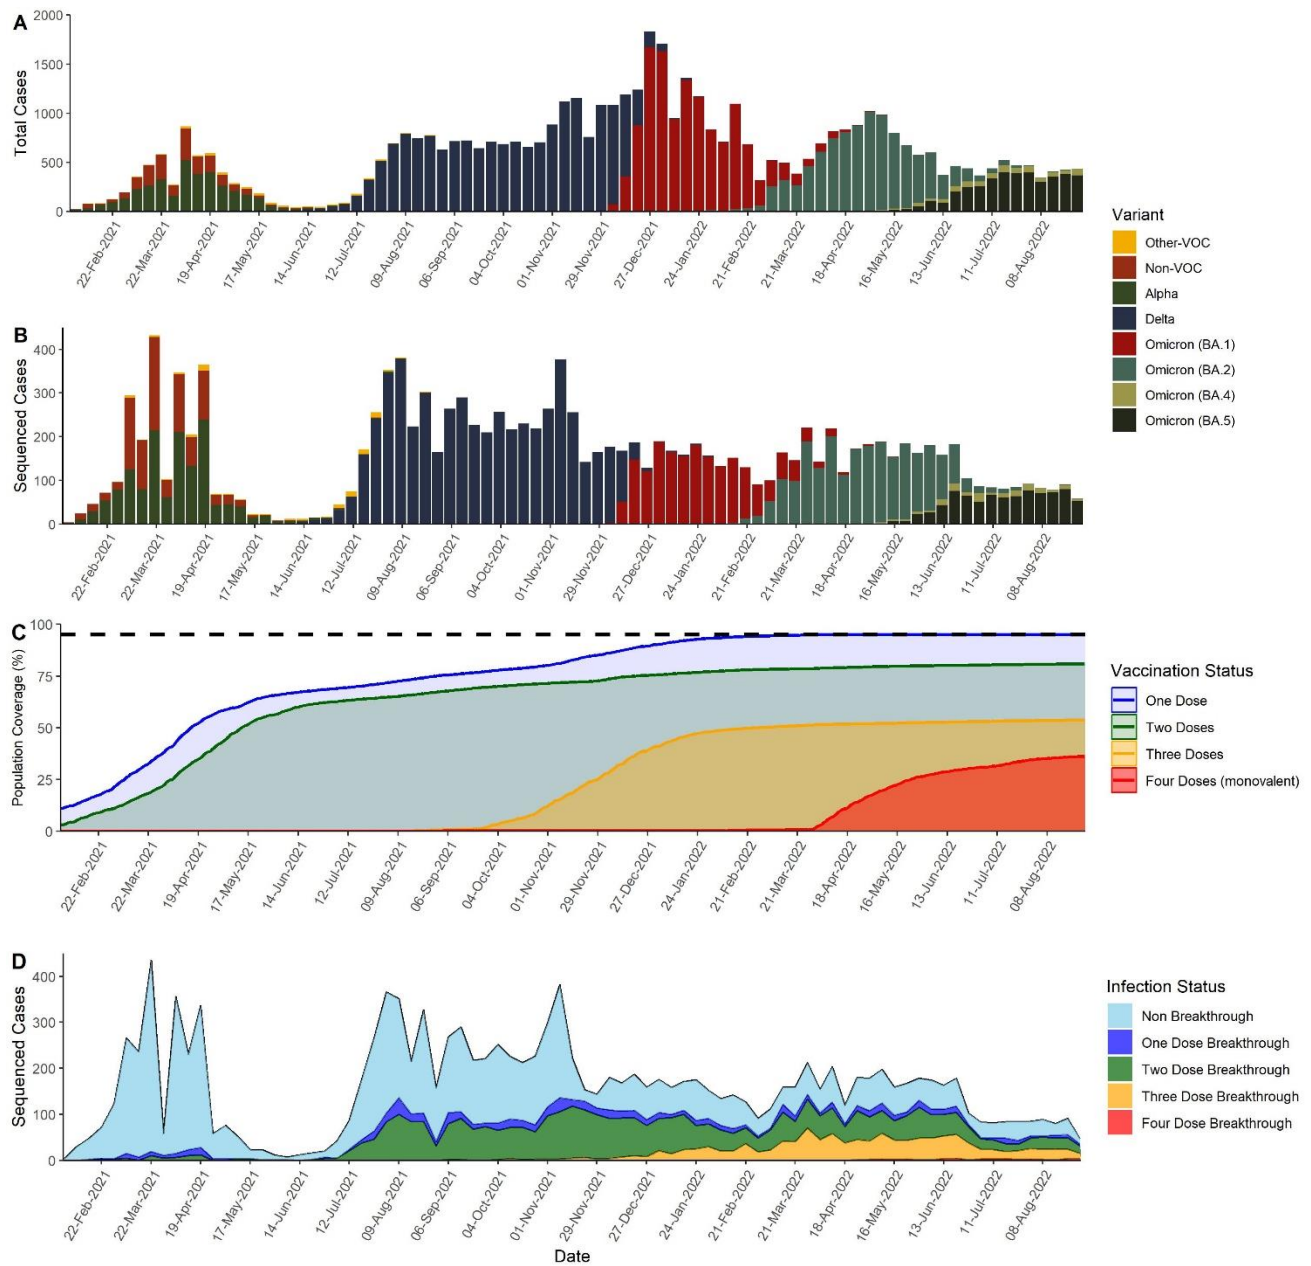 A
Total Cases
2000
1500
1000
500
0
22-Feb-2021
22-Mar-2021
19-Apr-2021
17-May-2021
14-Jun-2021
12-Jul-2021
09-Aug-2021
06-Sep-2021
04-Oct-2021
01-Nov-2021
29-Nov-2021
27-Dec-2021
24-Jan-2022
21-Feb-2022
21-Mar-2022
18-Apr-2022
16-May-2022
13-Jun-2022
11-Jul-2022
08-Aug-2022
Variant
Other-VOC
Non-VOC
Alpha
Delta
Omicron (BA.1)
Omicron (BA.2)
Omicron (BA.4)
Omicron (BA.5)
B
Sequenced Cases
400
300
200
100
0
22-Feb-2021
22-Mar-2021
19-Apr-2021
17-May-2021
14-Jun-2021
12-Jul-2021
09-Aug-2021
06-Sep-2021
04-Oct-2021
01-Nov-2021
29-Nov-2021
27-Dec-2021
24-Jan-2022
21-Feb-2022
21-Mar-2022
18-Apr-2022
16-May-2022
13-Jun-2022
11-Jul-2022
08-Aug-2022
C
Population Coverage (%)
100
75
50
25
0
22-Feb-2021
22-Mar-2021
19-Apr-2021
17-May-2021
14-Jun-2021
12-Jul-2021
09-Aug-2021
06-Sep-2021
04-Oct-2021
01-Nov-2021
29-Nov-2021
27-Dec-2021
24-Jan-2022
21-Feb-2022
21-Mar-2022
18-Apr-2022
16-May-2022
13-Jun-2022
11-Jul-2022
08-Aug-2022
Vaccination Status
One Dose
Two Doses
Three Doses
Four Doses (monovalent)
D
Sequenced Cases
400
300
200
100
0
22-Feb-2021
22-Mar-2021
19-Apr-2021
17-May-2021
14-Jun-2021
12-Jul-2021
09-Aug-2021
06-Sep-2021
04-Oct-2021
01-Nov-2021
29-Nov-2021
27-Dec-2021
24-Jan-2022
21-Feb-2022
21-Mar-2022
18-Apr-2022
16-May-2022
13-Jun-2022
11-Jul-2022
08-Aug-2022
Date
Infection Status
Non Breakthrough
One Dose Breakthrough
Two Dose Breakthrough
Three Dose Breakthrough
Four Dose Breakthrough